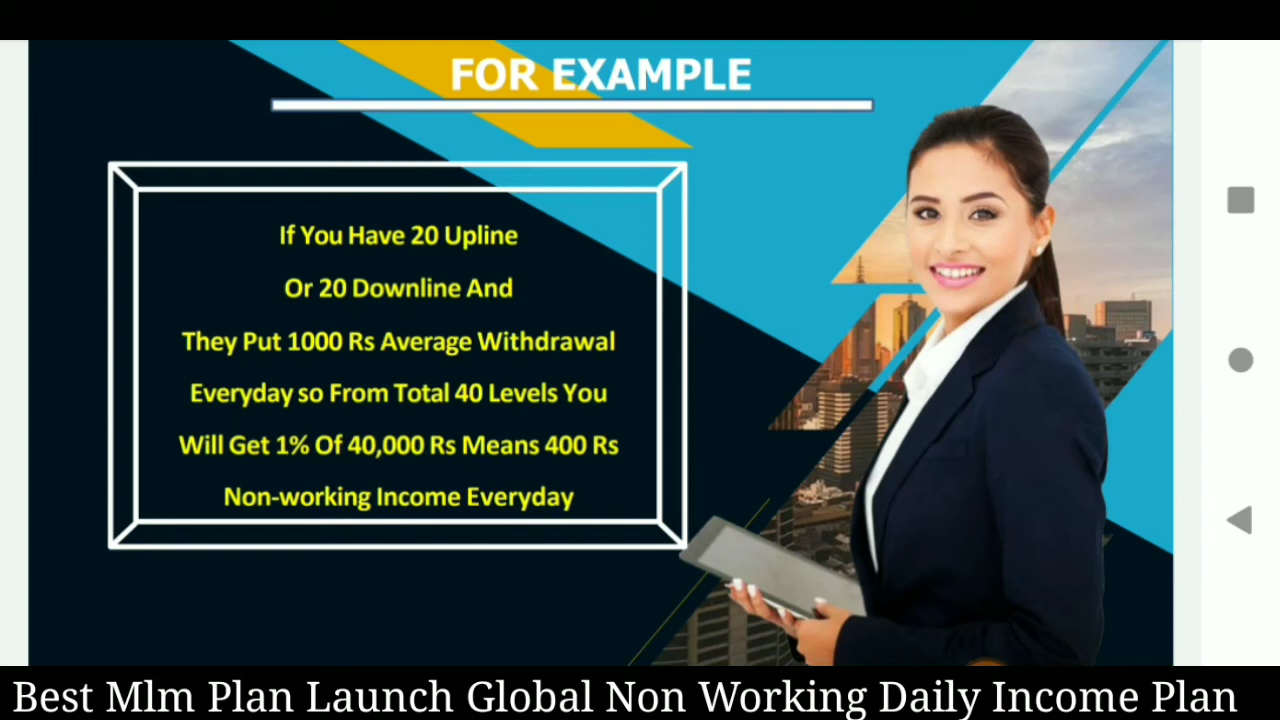 FOR EXAMPLE
If You Have 20 Upline
Or 20 Downline And
They Put 1000 Rs Average Withdrawal
Everyday so From Total 40 Levels You
Will Get 1% Of 40,000 Rs Means 400 Rs
Non-working Income Everyday
Best Mlm Plan Launch Global Non Working Daily Income Plan